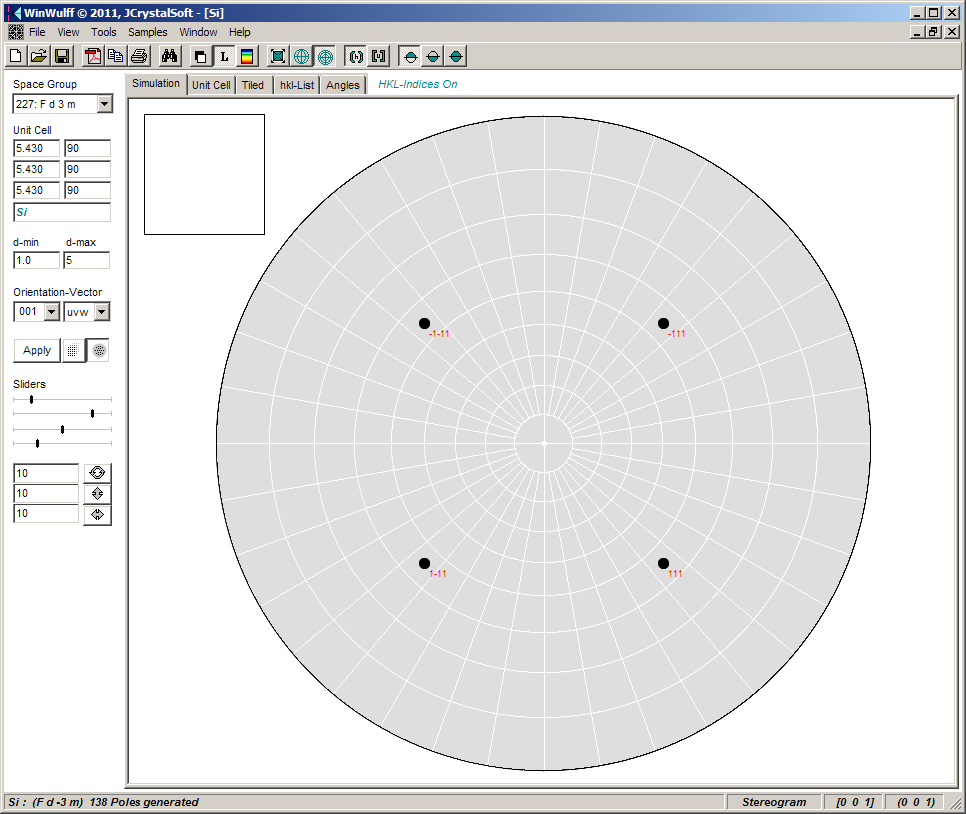 WinWulff © 2011, JCrystalSoft - [Si]
File View Tools Samples Window Help
L
Simulation Unit Cell Tiled hkl-List Angles HKL-Indices On
Space Group
227: F d 3 m
Unit Cell
5.430 90
5.430 90
5.430 90
Si
d-min d-max
1.0 5
Orientation-Vector
001 uvw
Apply
Sliders
10
10
10
-1-11 -111
1-11 111
Si : (F d -3 m) 138 Poles generated Stereogram [0 0 1] (0 0 1)